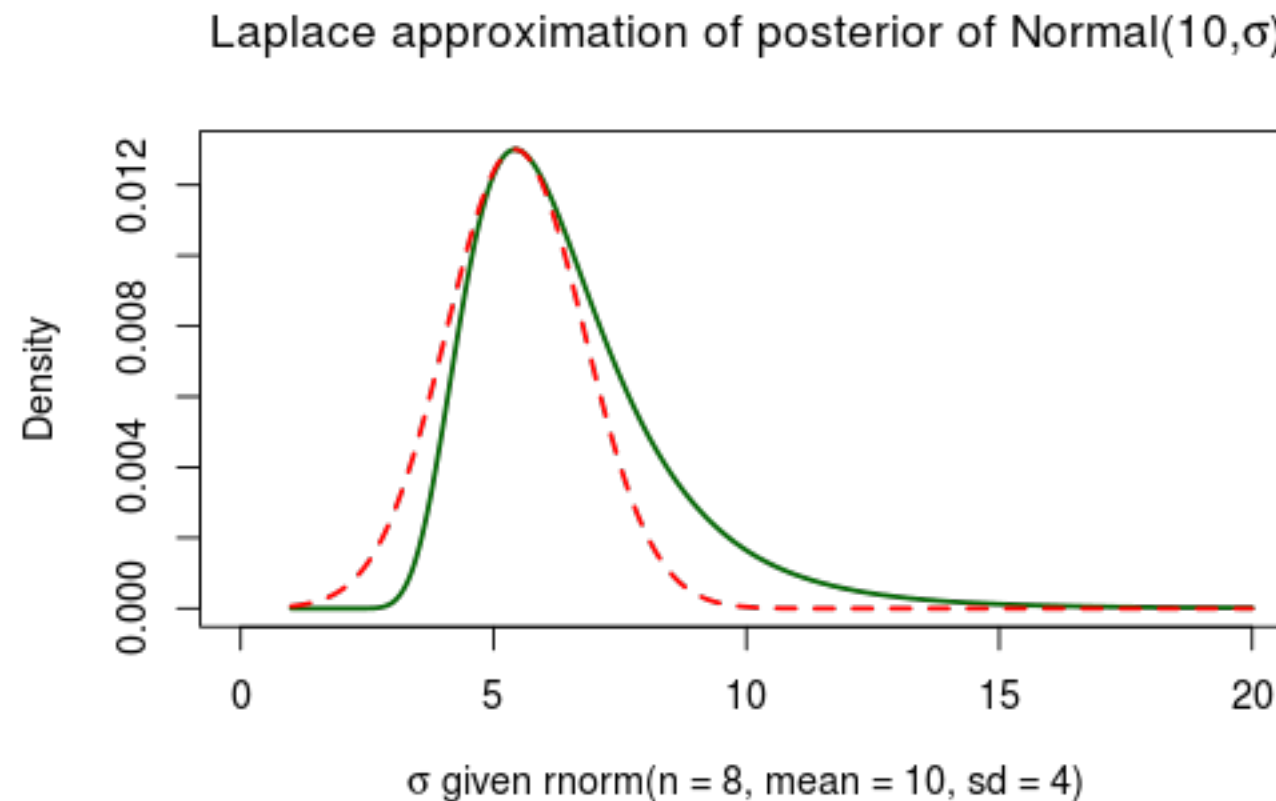 Laplace approximation of posterior of Normal(10,σ)
Density
0.012
0.008
0.004
0.000
0 5 10 15 20
σ given rnorm(n = 8, mean = 10, sd = 4)